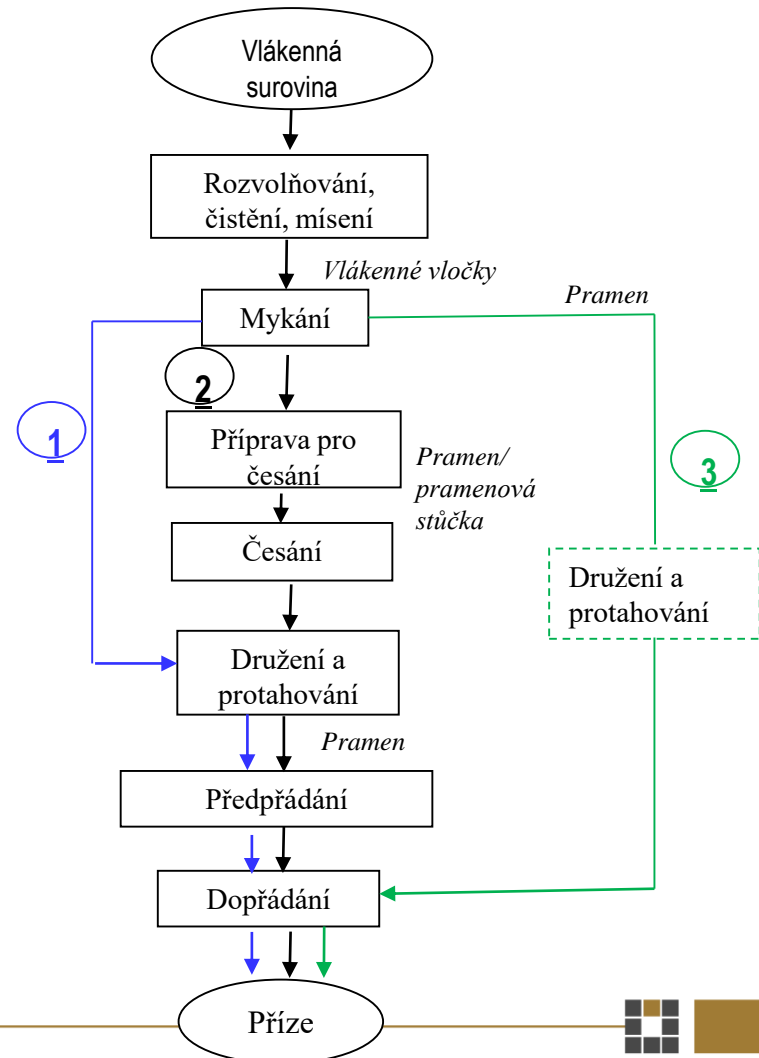 Vlákenná
surovina
Rozvolňování,
čistění, mísení
Vlákenné vločky
Pramen
Mykání
2
1
Příprava pro
česání
Pramen/
pramenová
stůčka
3
Česání
Družení a
protahování
Družení a
protahování
Pramen
Předpřádání
Dopřádání
Příze